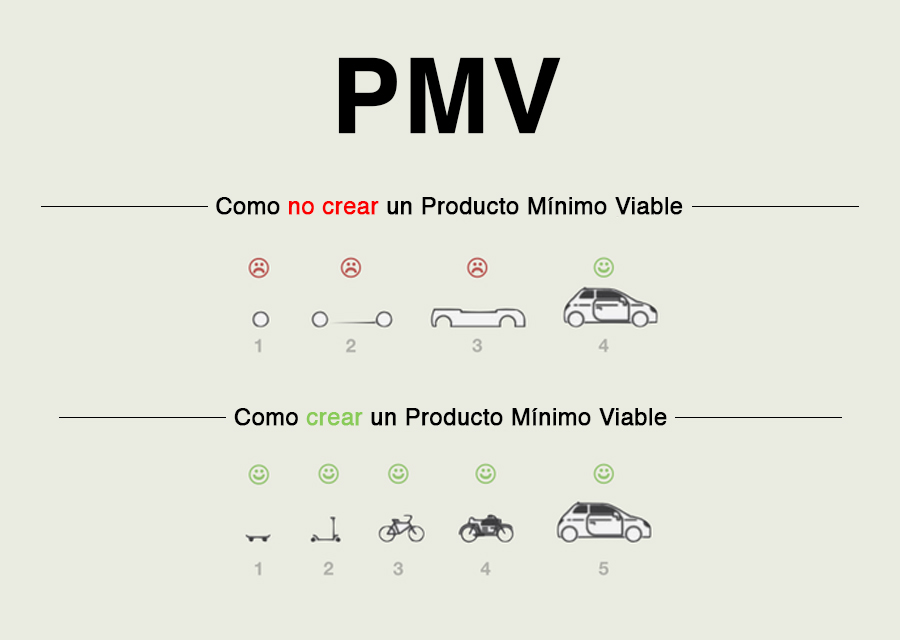 PMV
Como no crear un Producto Mínimo Viable
1 2 3 4
Como crear un Producto Mínimo Viable
1 2 3 4 5